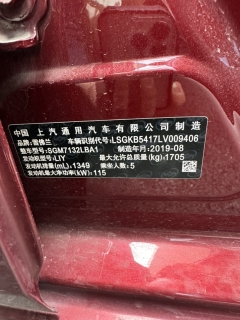 中国上汽通用汽车有限公司制造
品牌:雪佛兰 车辆识别代号:LSGKB5417LV009406
整车型号:SGM7132LBA1 制造年月:2019-08
发动机型号:LIY 最大允许总质量(kg):1705
发动机排量(mL):1349 乘坐人数:5
发动机最大净功率(kW):115